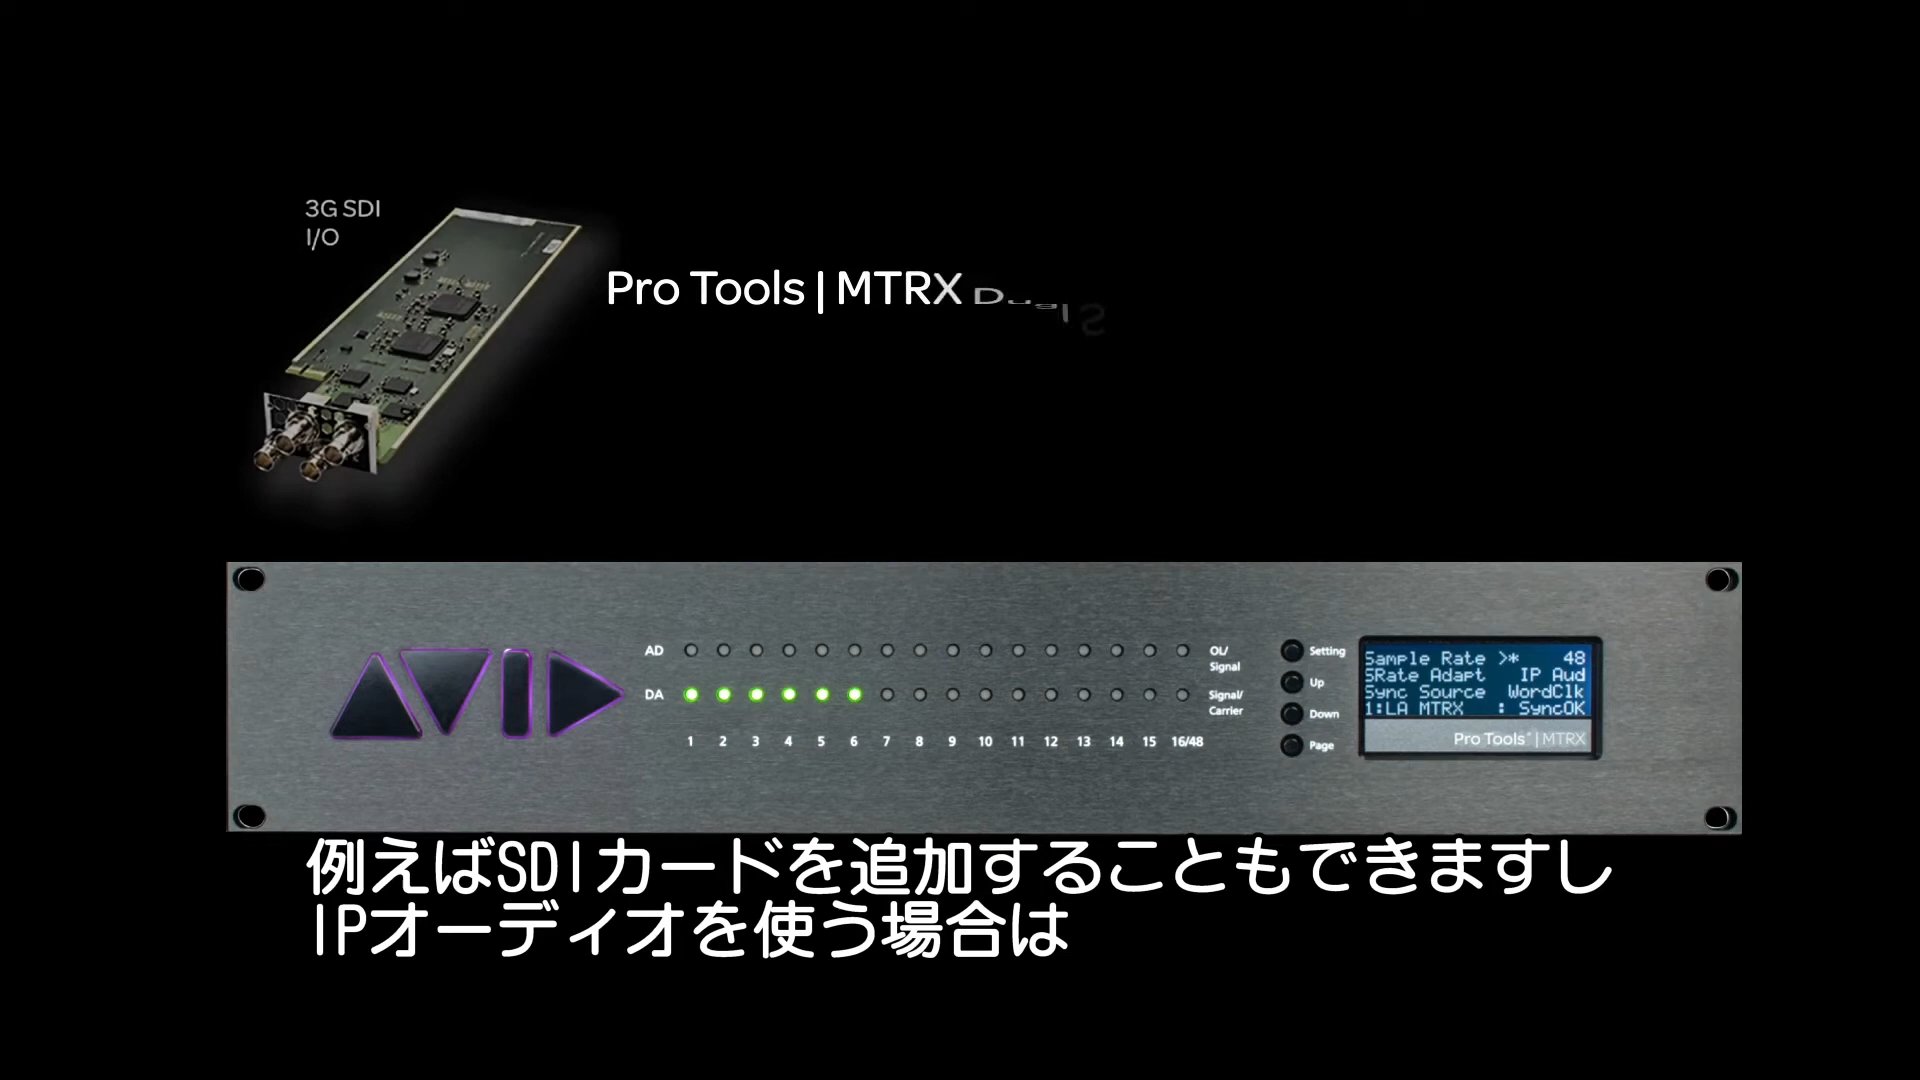 3G SDI
I/O
Pro Tools | MTRX
AVID
AD
OL/
Signal
DA
Signal/
Carrier
1 2 3 4 5 6 7 8 9 10 11 12 13 14 15 16/48
Setting
Up
Down
Page
Sample Rate >* 48
SRate Adapt IP Aud
Sync Source WordClk
1:LA MTRX : SyncOK
Pro Tools® | MTRX
例えばSDIカードを追加することもできますし
IPオーディオを使う場合は